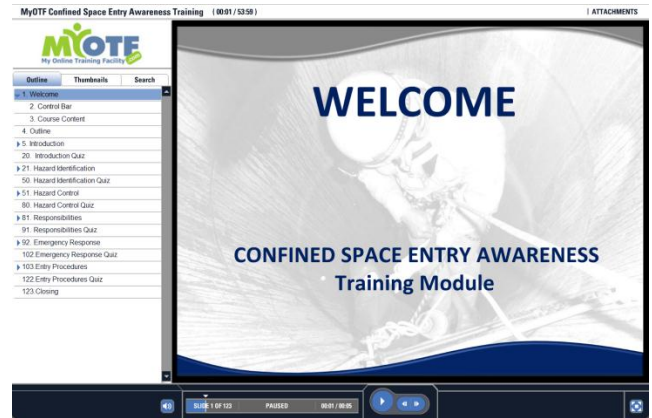 MyOTF Confined Space Entry Awareness Training ( 00:01 / 53:59 )
| ATTACHMENTS
MYOTF
.com
My Online Training Facility
Outline Thumbnails Search
1. Welcome
2. Control Bar
3. Course Content
4. Outline
5. Introduction
20. Introduction Quiz
21. Hazard Identification
50. Hazard Identification Quiz
51. Hazard Control
80. Hazard Control Quiz
81. Responsibilities
91. Responsibilities Quiz
92. Emergency Response
102.Emergency Response Quiz
103.Entry Procedures
122.Entry Procedures Quiz
123.Closing
WELCOME
CONFINED SPACE ENTRY AWARENESS
Training Module
SLIDE 1 OF 123 PAUSED 00:01 / 00:05